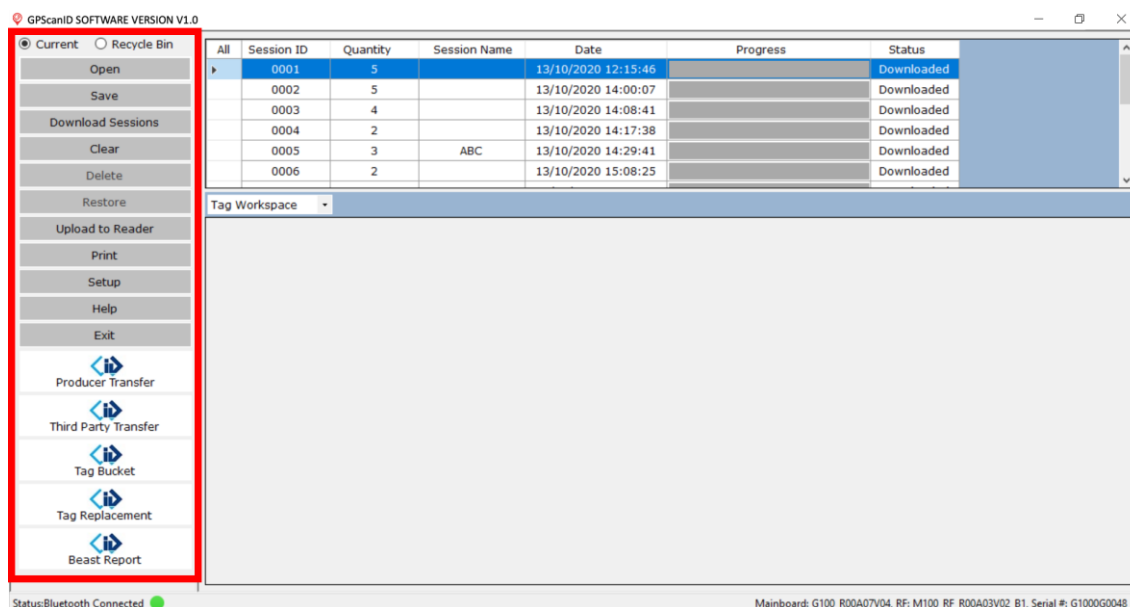 GPScanID SOFTWARE VERSION V1.0
Current Recycle Bin
Open
Save
Download Sessions
Clear
Delete
Restore
Upload to Reader
Print
Setup
Help
Exit
iD
Producer Transfer
iD
Third Party Transfer
iD
Tag Bucket
iD
Tag Replacement
iD
Beast Report
All Session ID Quantity Session Name Date Progress Status
0001 5 13/10/2020 12:15:46 Downloaded
0002 5 13/10/2020 14:00:07 Downloaded
0003 4 13/10/2020 14:08:41 Downloaded
0004 2 13/10/2020 14:17:38 Downloaded
0005 3 ABC 13/10/2020 14:29:41 Downloaded
0006 2 13/10/2020 15:08:25 Downloaded
Tag Workspace
Status:Bluetooth Connected
Mainboard: G100_R00A07V04, RF: M100_RF_R00A03V02_B1, Serial #: G1000G0048